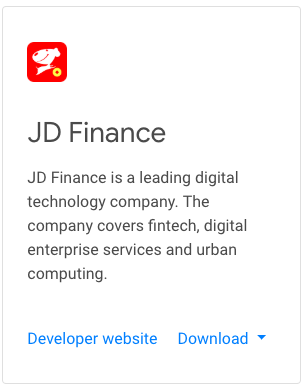 JD Finance
JD Finance is a leading digital
technology company. The
company covers fintech, digital
enterprise services and urban
computing.
Developer website Download